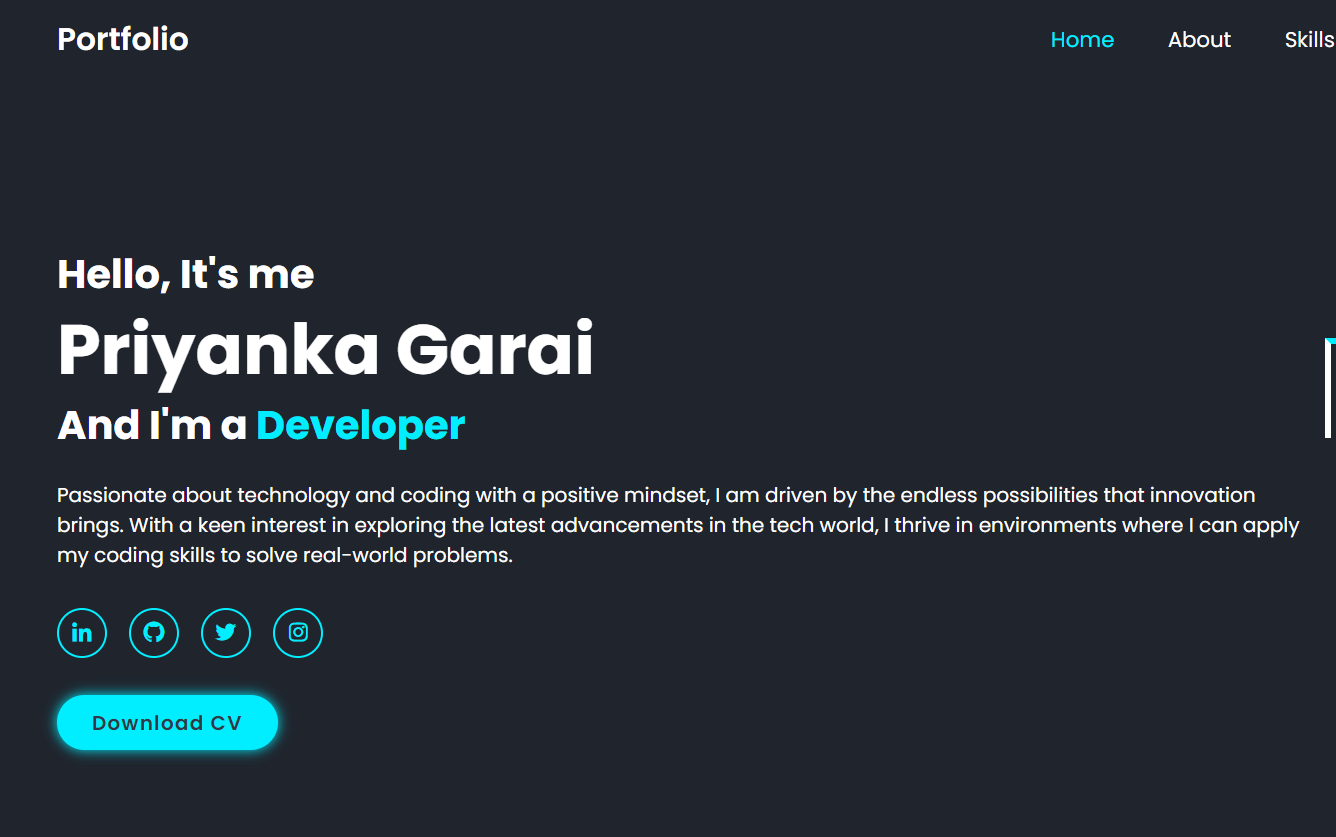 Portfolio
Home About Skills
Hello, It's me
Priyanka Garai
And I'm a Developer
Passionate about technology and coding with a positive mindset, I am driven by the endless possibilities that innovation
brings. With a keen interest in exploring the latest advancements in the tech world, I thrive in environments where I can apply
my coding skills to solve real-world problems.
Download CV